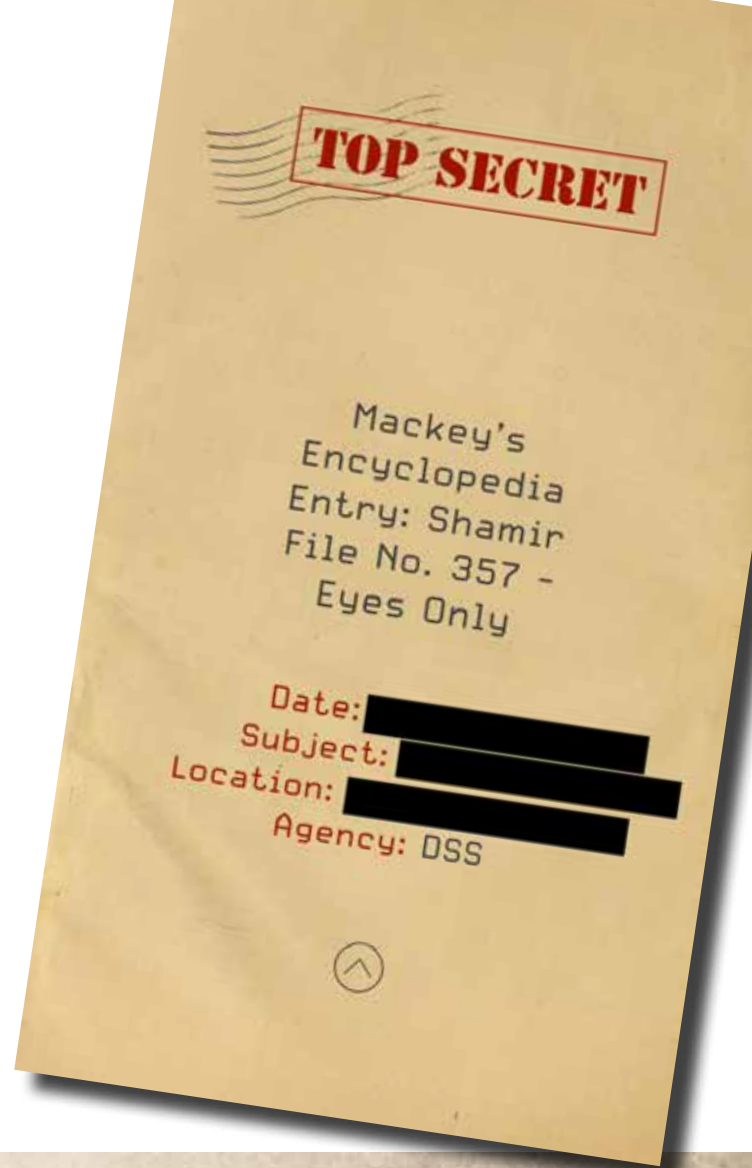 TOP SECRET
Mackey's
Encyclopedia
Entry: Shamir
File No. 357 -
Eyes Only
Date:
Subject:
Location:
Agency: DSS